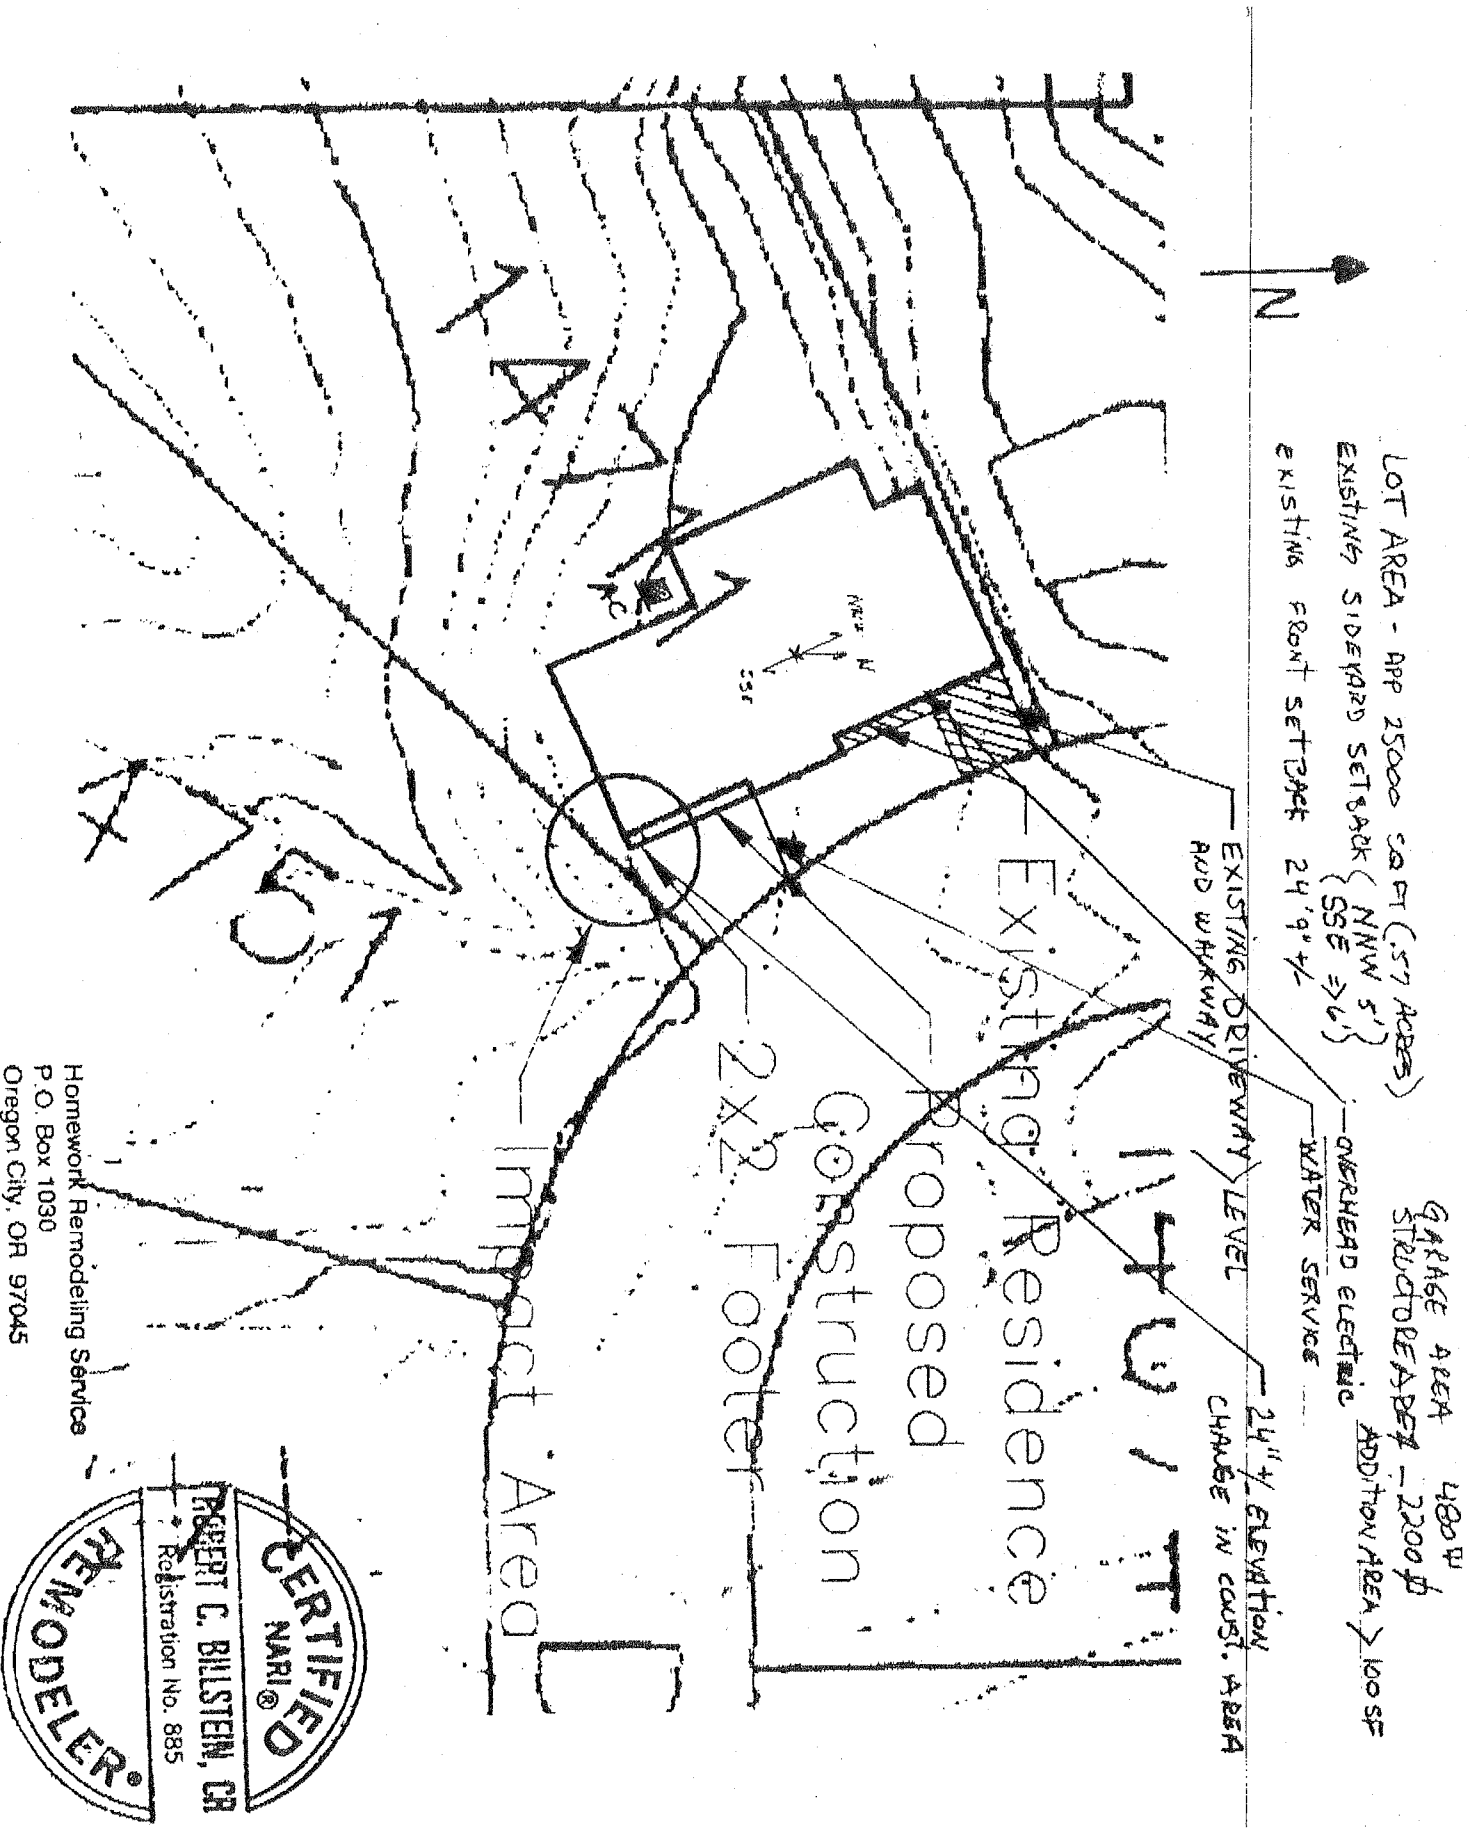 LOT AREA - APP 25000 SQ FT (.57 ACRES)
EXISTING SIDEYARD SETBACK { NNW 5' }
{ SSE => 6' }
EXISTING FRONT SETBACK 24'9" +/-
GARAGE AREA 480#
STRUCTURE AREA - 2200#
ADDITION AREA > 100 SF
OVERHEAD ELECTRIC
WATER SERVICE
EXISTING DRIVEWAY > LEVEL
AND WALKWAY
24" +/- ELEVATION
CHANGE IN CONST. AREA
N
Existing Residence
Proposed
Construction
2x2 Footer
Impact Area
NNW N
SSE
AC
Homework Remodeling Service
P.O. Box 1030
Oregon City, OR 97045
CERTIFIED
NARI®
ROBERT C. BILLSTEIN, CR
Registration No. 885
REMODELER®